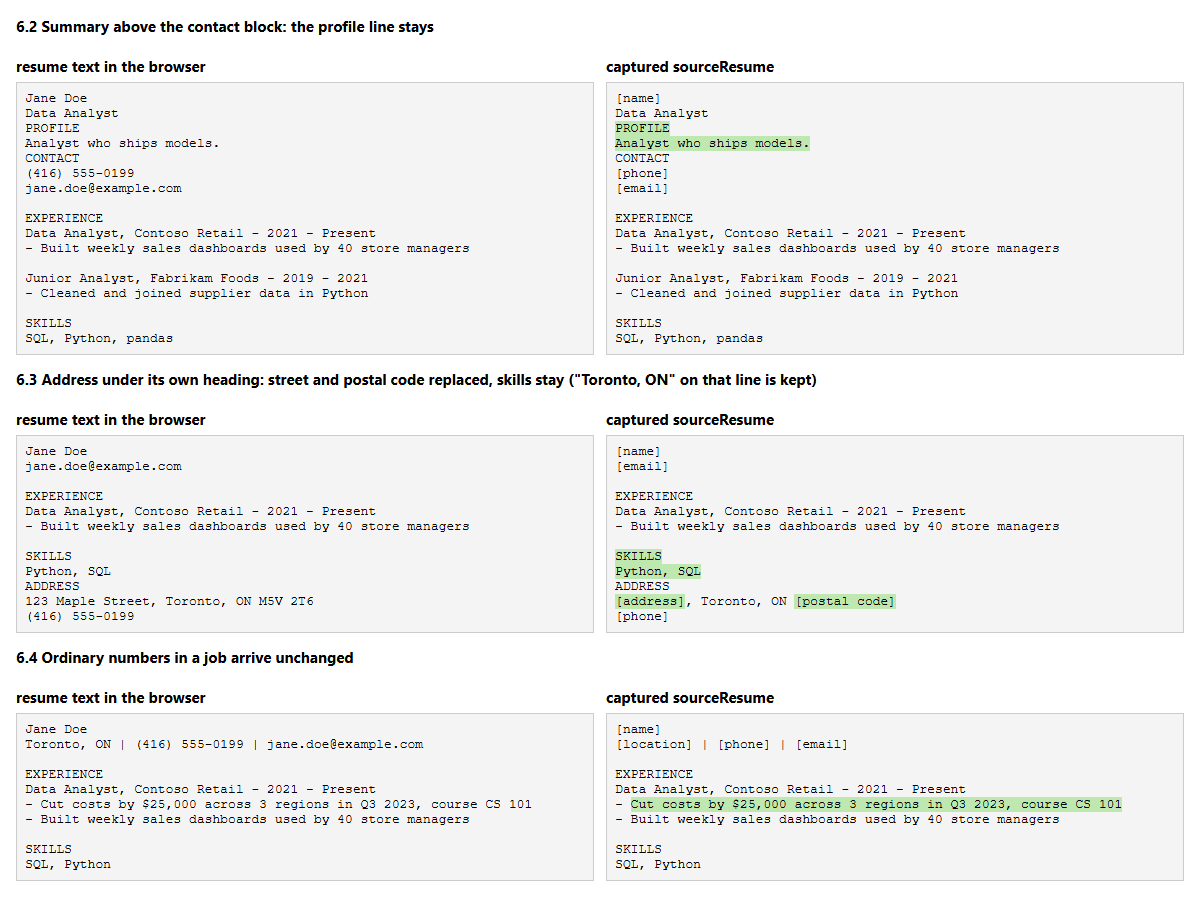 6.2 Summary above the contact block: the profile line stays
resume text in the browser
Jane Doe
Data Analyst
PROFILE
Analyst who ships models.
CONTACT
(416) 555-0199
jane.doe@example.com
EXPERIENCE
Data Analyst, Contoso Retail - 2021 - Present
- Built weekly sales dashboards used by 40 store managers
Junior Analyst, Fabrikam Foods - 2019 - 2021
- Cleaned and joined supplier data in Python
SKILLS
SQL, Python, pandas
captured sourceResume
[name]
Data Analyst
PROFILE
Analyst who ships models.
CONTACT
[phone]
[email]
EXPERIENCE
Data Analyst, Contoso Retail - 2021 - Present
- Built weekly sales dashboards used by 40 store managers
Junior Analyst, Fabrikam Foods - 2019 - 2021
- Cleaned and joined supplier data in Python
SKILLS
SQL, Python, pandas
6.3 Address under its own heading: street and postal code replaced, skills stay ("Toronto, ON" on that line is kept)
resume text in the browser
Jane Doe
jane.doe@example.com
EXPERIENCE
Data Analyst, Contoso Retail - 2021 - Present
- Built weekly sales dashboards used by 40 store managers
SKILLS
Python, SQL
ADDRESS
123 Maple Street, Toronto, ON M5V 2T6
(416) 555-0199
captured sourceResume
[name]
[email]
EXPERIENCE
Data Analyst, Contoso Retail - 2021 - Present
- Built weekly sales dashboards used by 40 store managers
SKILLS
Python, SQL
ADDRESS
[address], Toronto, ON [postal code]
[phone]
6.4 Ordinary numbers in a job arrive unchanged
resume text in the browser
Jane Doe
Toronto, ON | (416) 555-0199 | jane.doe@example.com
EXPERIENCE
Data Analyst, Contoso Retail - 2021 - Present
- Cut costs by $25,000 across 3 regions in Q3 2023, course CS 101
- Built weekly sales dashboards used by 40 store managers
SKILLS
SQL, Python
captured sourceResume
[name]
[location] | [phone] | [email]
EXPERIENCE
Data Analyst, Contoso Retail - 2021 - Present
- Cut costs by $25,000 across 3 regions in Q3 2023, course CS 101
- Built weekly sales dashboards used by 40 store managers
SKILLS
SQL, Python